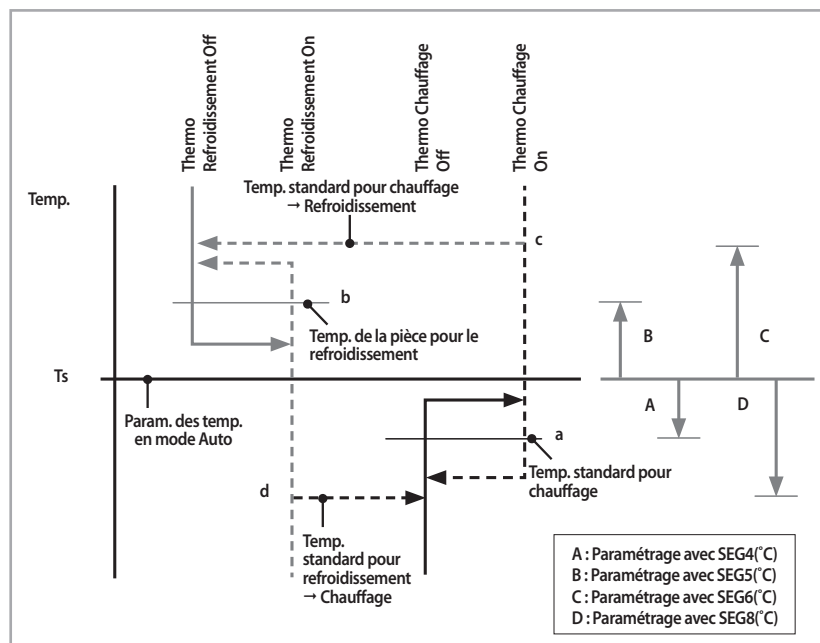 Thermo
Refroidissement Off
Thermo
Refroidissement On
Thermo Chauffage
Off
Thermo Chauffage
On
Temp.
Temp. standard pour chauffage
→ Refroidissement
c
b
Temp. de la pièce pour le
refroidissement
B
C
Ts
A
D
Param. des temp.
en mode Auto
a
Temp. standard pour
chauffage
d
Temp.
standard pour
refroidissement
→ Chauffage
A : Paramétrage avec SEG4(˚C)
B : Paramétrage avec SEG5(˚C)
C : Paramétrage avec SEG6(˚C)
D : Paramétrage avec SEG8(˚C)